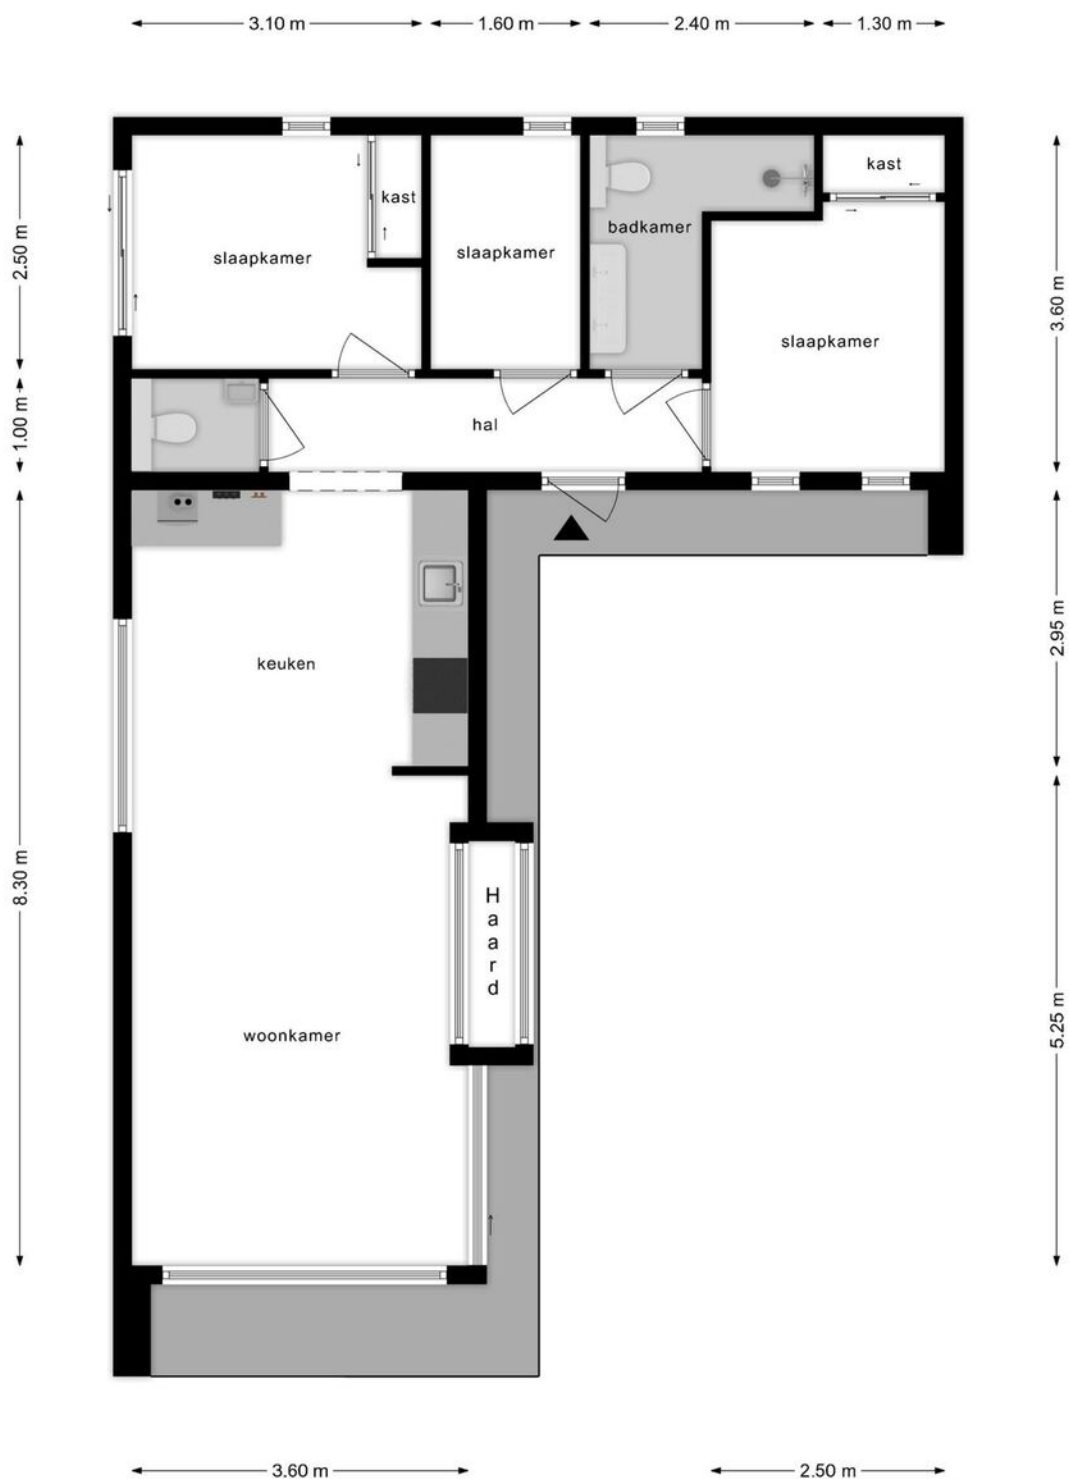 3.10 m
1.60 m
2.40 m
1.30 m
kast
kast
slaapkamer
slaapkamer
badkamer
slaapkamer
2.50 m
3.60 m
1.00 m
hal
keuken
2.95 m
8.30 m
Haard
woonkamer
5.25 m
3.60 m
2.50 m